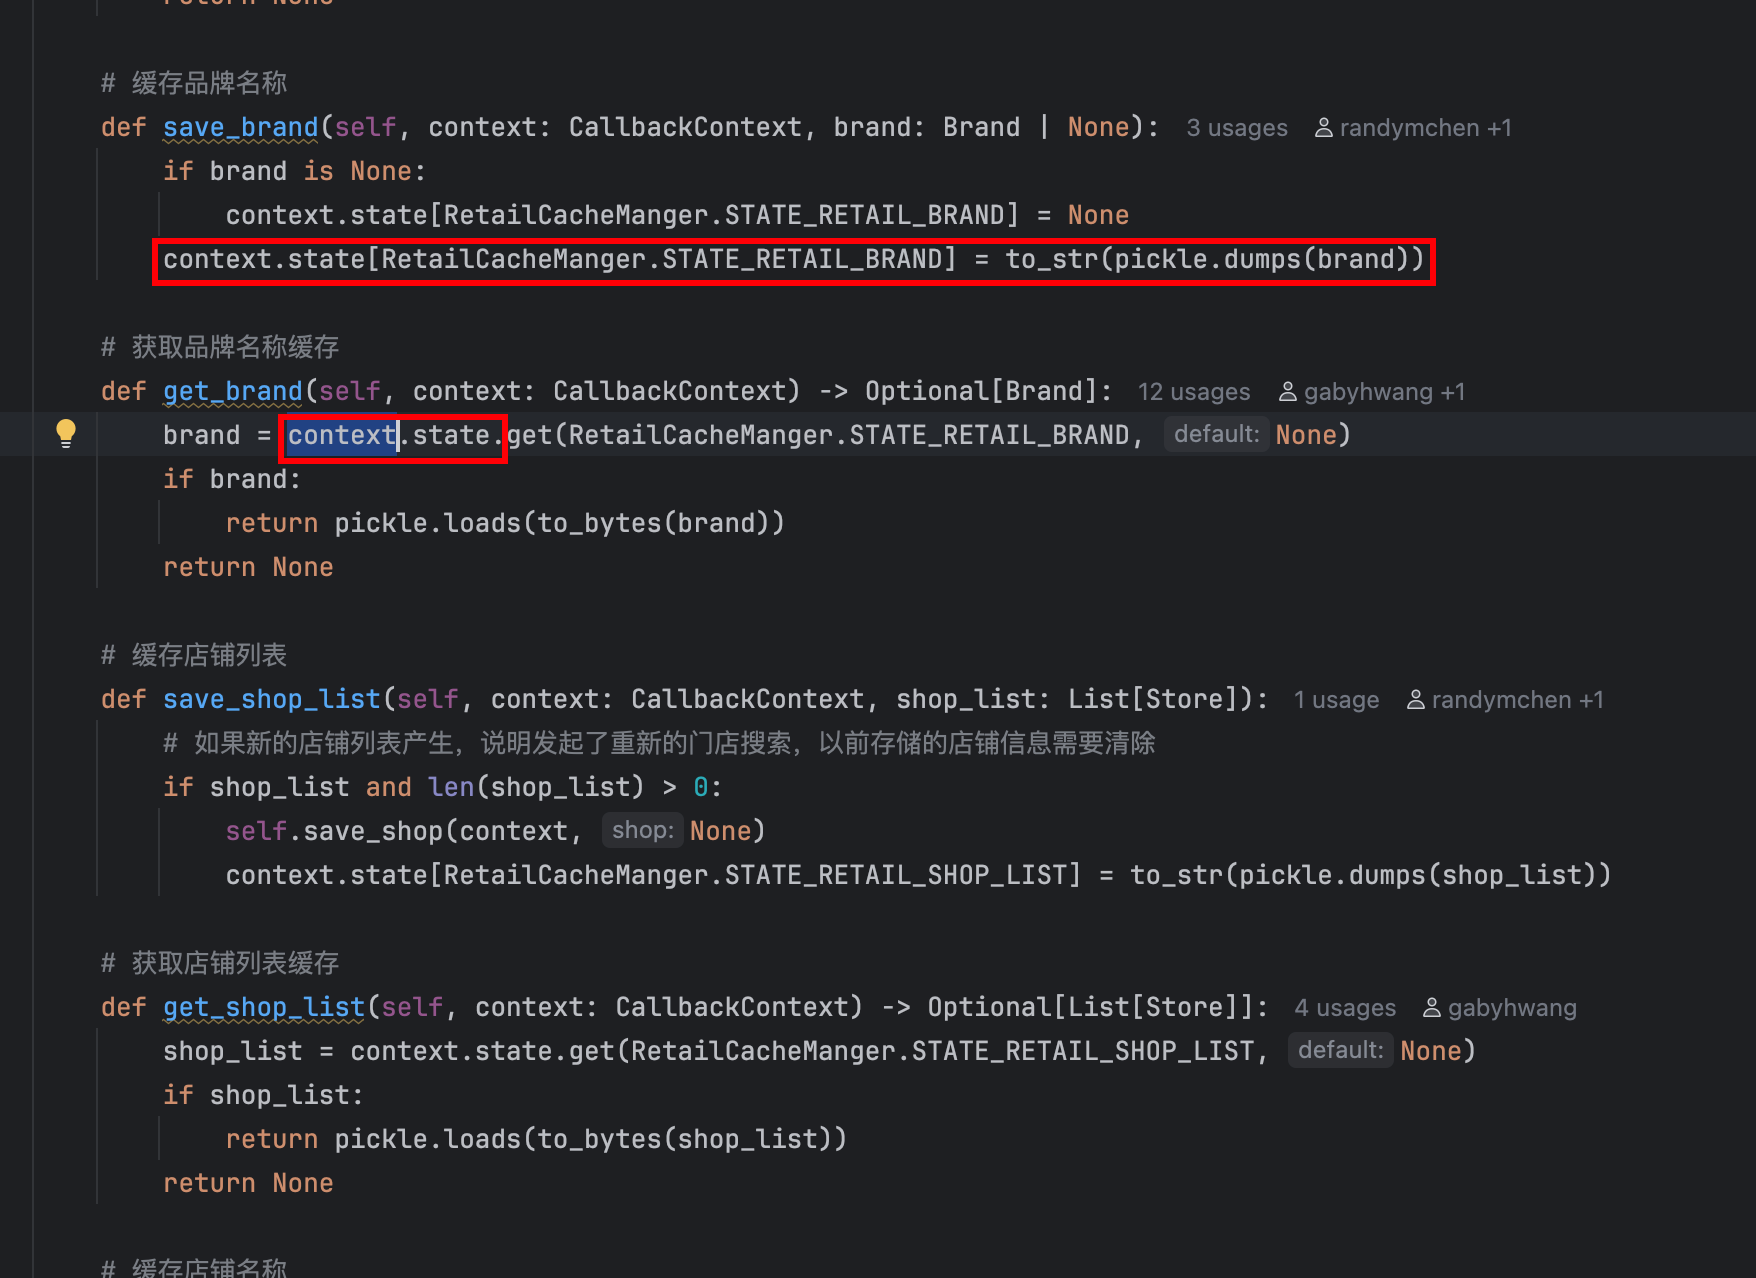 return None
# 缓存品牌名称
def save_brand(self, context: CallbackContext, brand: Brand | None): 3 usages randymchen +1
if brand is None:
context.state[RetailCacheManger.STATE_RETAIL_BRAND] = None
context.state[RetailCacheManger.STATE_RETAIL_BRAND] = to_str(pickle.dumps(brand))
# 获取品牌名称缓存
def get_brand(self, context: CallbackContext) -> Optional[Brand]: 12 usages gabyhwang +1
brand = context.state.get(RetailCacheManger.STATE_RETAIL_BRAND, default: None)
if brand:
return pickle.loads(to_bytes(brand))
return None
# 缓存店铺列表
def save_shop_list(self, context: CallbackContext, shop_list: List[Store]): 1 usage randymchen +1
# 如果新的店铺列表产生，说明发起了重新的门店搜索，以前存储的店铺信息需要清除
if shop_list and len(shop_list) > 0:
self.save_shop(context, shop: None)
context.state[RetailCacheManger.STATE_RETAIL_SHOP_LIST] = to_str(pickle.dumps(shop_list))
# 获取店铺列表缓存
def get_shop_list(self, context: CallbackContext) -> Optional[List[Store]]: 4 usages gabyhwang
shop_list = context.state.get(RetailCacheManger.STATE_RETAIL_SHOP_LIST, default: None)
if shop_list:
return pickle.loads(to_bytes(shop_list))
return None
# 缓存店铺名称